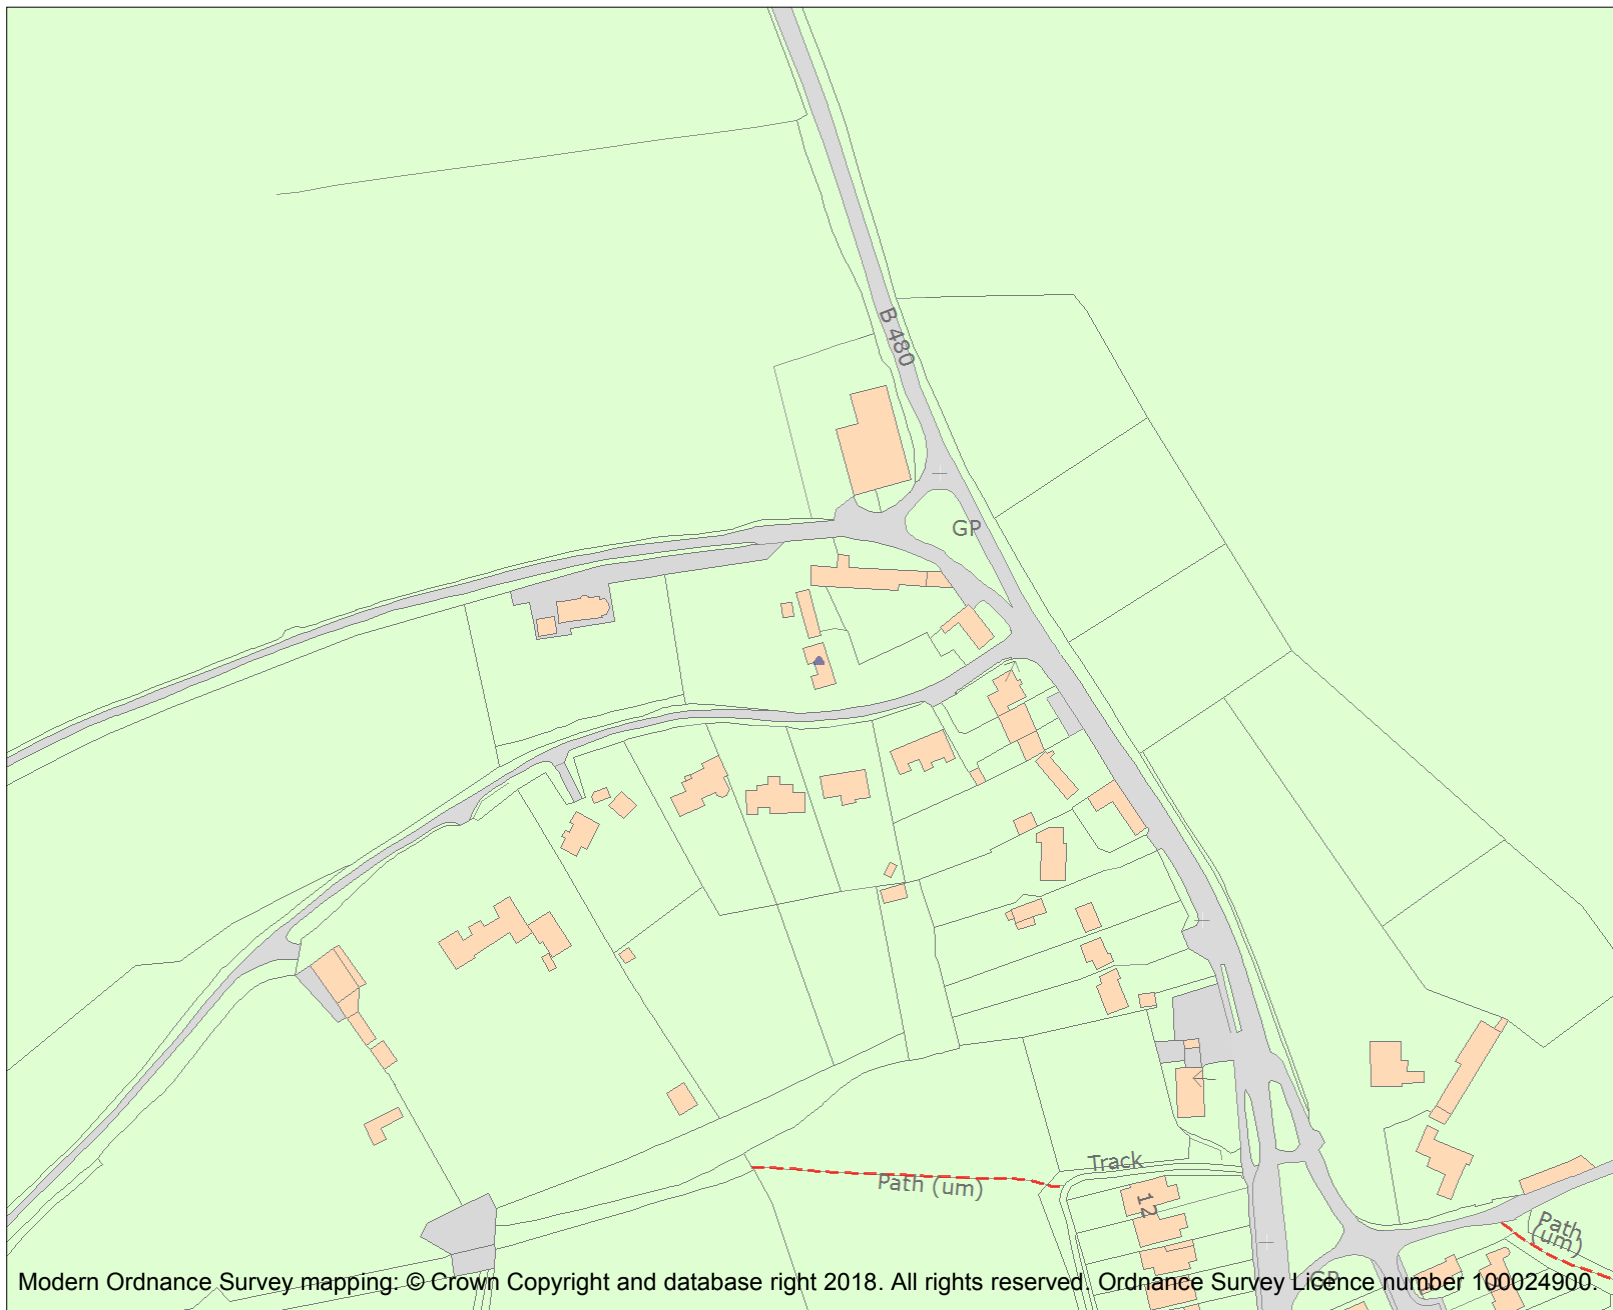 B 480
GP
Track
Path (um)
12
Path
(um)
GP
Modern Ordnance Survey mapping: © Crown Copyright and database right 2018. All rights reserved. Ordnance Survey Licence number 100024900.